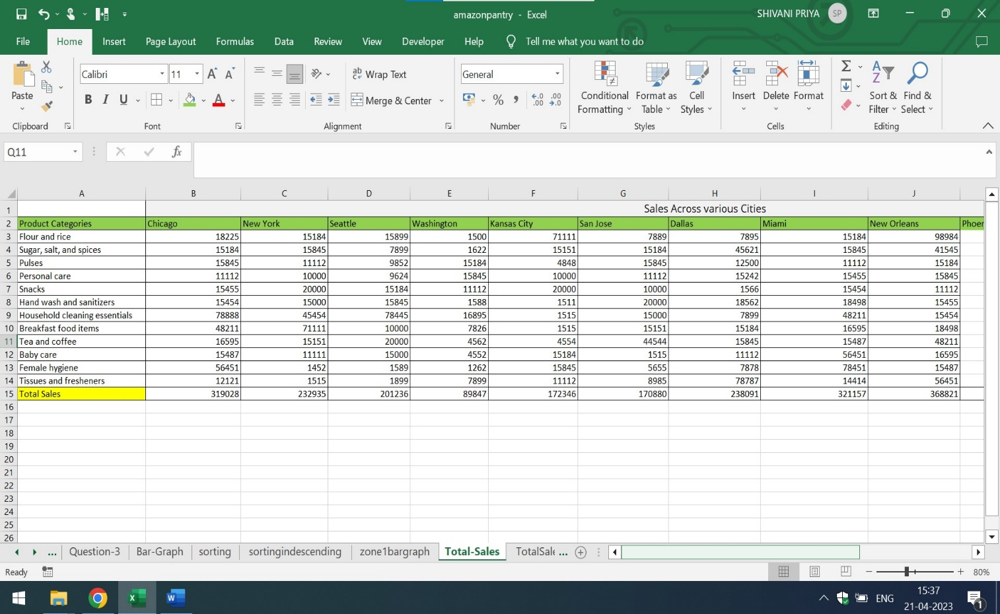 amazonpantry - Excel
SHIVANI PRIYA SP
File Home Insert Page Layout Formulas Data Review View Developer Help Tell me what you want to do
Paste
Clipboard
Calibri 11 A A
B I U A
Font
ab Wrap Text
Merge & Center
Alignment
General
% 9 .0 .00 .00 .0
Number
Conditional Formatting
Format as Table
Cell Styles
Styles
Insert Delete Format
Cells
Σ
Sort & Filter
Find & Select
Editing
Q11 fx
A B C D E F G H I J
1 Sales Across various Cities
2 Product Categories Chicago New York Seattle Washington Kansas City San Jose Dallas Miami New Orleans Phoer
3 Flour and rice 18225 15184 15899 1500 71111 7889 7895 15184 98984
4 Sugar, salt, and spices 15184 15845 7899 1622 15151 15184 45621 15845 41545
5 Pulses 15845 11112 9852 15184 4848 15845 12500 11112 15184
6 Personal care 11112 10000 9624 15845 10000 11112 15242 15455 15845
7 Snacks 15455 20000 15184 11112 20000 10000 1566 15454 11112
8 Hand wash and sanitizers 15454 15000 15845 1588 1511 20000 18562 18498 15455
9 Household cleaning essentials 78888 45454 78445 16895 1515 15000 7899 48211 15454
10 Breakfast food items 48211 71111 10000 7826 1515 15151 15184 16595 18498
11 Tea and coffee 16595 15151 20000 4562 4554 44544 15845 15487 48211
12 Baby care 15487 11111 15000 4552 15184 1515 11112 56451 16595
13 Female hygiene 56451 1452 1589 1262 15845 5655 7878 78451 15487
14 Tissues and fresheners 12121 1515 1899 7899 11112 8985 78787 14414 56451
15 Total Sales 319028 232935 201236 89847 172346 170880 238091 321157 368821
16
17
18
19
20
21
22
23
24
25
26
... Question-3 Bar-Graph sorting sortingindescending zone1bargraph Total-Sales TotalSale ...
Ready 80%
ENG 15:37
21-04-2023 1